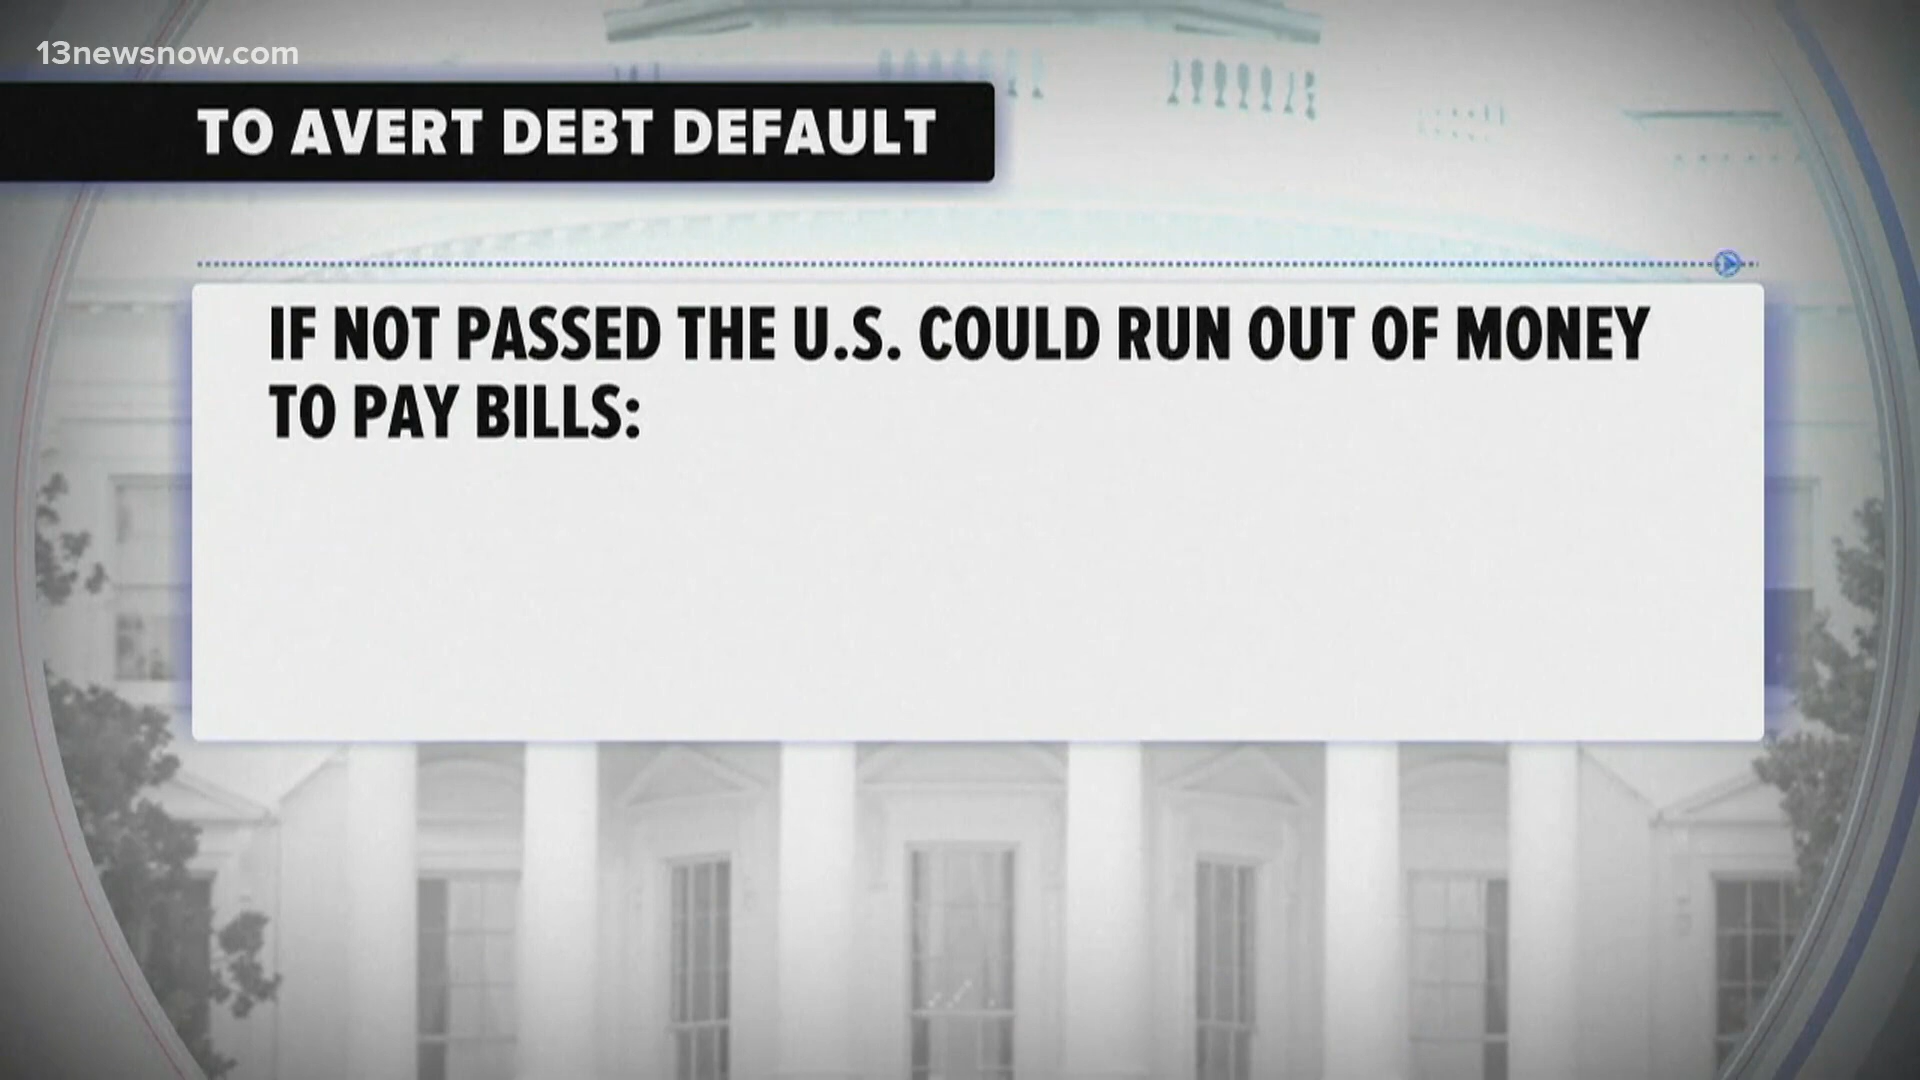 13newsnow.com
TO AVERT DEBT DEFAULT
IF NOT PASSED THE U.S. COULD RUN OUT OF MONEY
TO PAY BILLS: